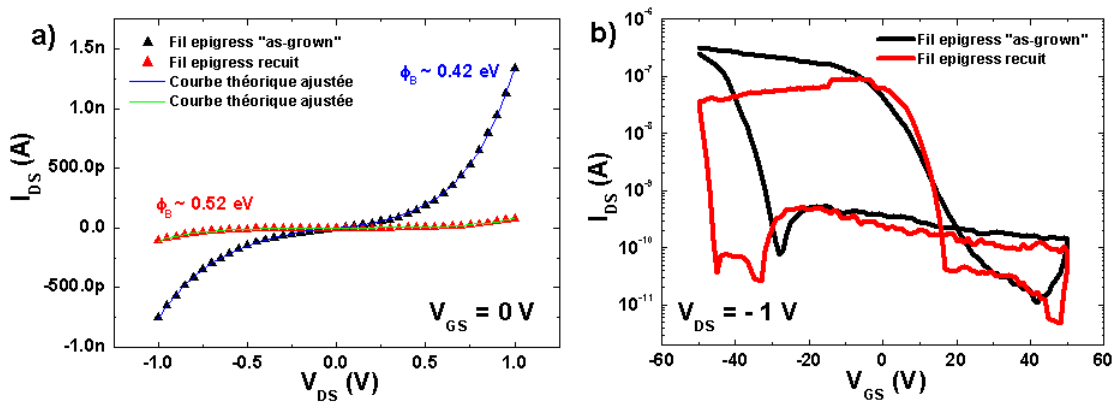 a)
Fil epigress "as-grown"
Fil epigress recuit
Courbe théorique ajustée
Courbe théorique ajustée
ϕB ~ 0.42 eV
ϕB ~ 0.52 eV
VGS = 0 V
1.5n
1.0n
500.0p
0.0
-500.0p
-1.0n
IDS (A)
-1.0
-0.5
0.0
0.5
1.0
VDS (V)
b)
Fil epigress "as-grown"
Fil epigress recuit
VDS = - 1 V
10-6
10-7
10-8
10-9
10-10
10-11
IDS (A)
-60
-40
-20
0
20
40
60
VGS (V)